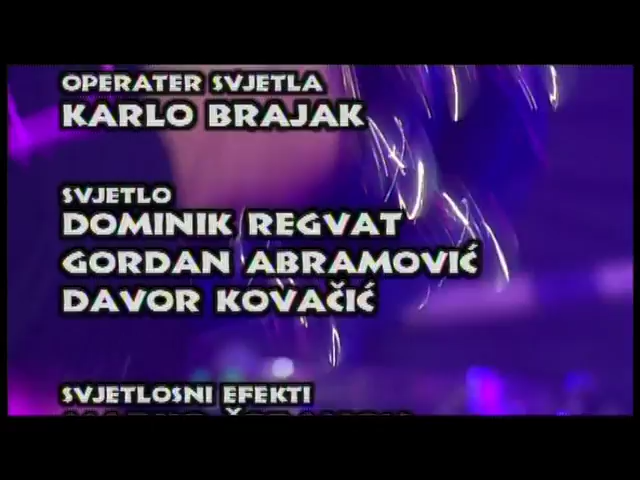 OPERATER SVJETLA
KARLO BRAJAK
SVJETLO
DOMINIK REGVAT
GORDAN ABRAMOVIĆ
DAVOR KOVAČIĆ
SVJETLOSNI EFEKTI